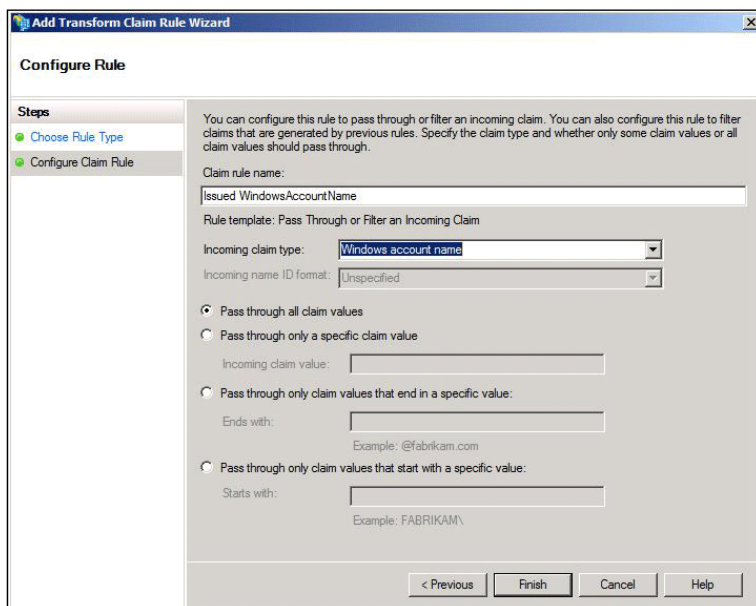 Add Transform Claim Rule Wizard
Configure Rule
Steps
Choose Rule Type
Configure Claim Rule
You can configure this rule to pass through or filter an incoming claim. You can also configure this rule to filter
claims that are generated by previous rules. Specify the claim type and whether only some claim values or all
claim values should pass through.
Claim rule name:
Issued WindowsAccountName
Rule template: Pass Through or Filter an Incoming Claim
Incoming claim type: Windows account name
Incoming name ID format: Unspecified
Pass through all claim values
Pass through only a specific claim value
Incoming claim value:
Pass through only claim values that end in a specific value:
Ends with:
Example: @fabrikam.com
Pass through only claim values that start with a specific value:
Starts with:
Example: FABRIKAM\
< Previous Finish Cancel Help